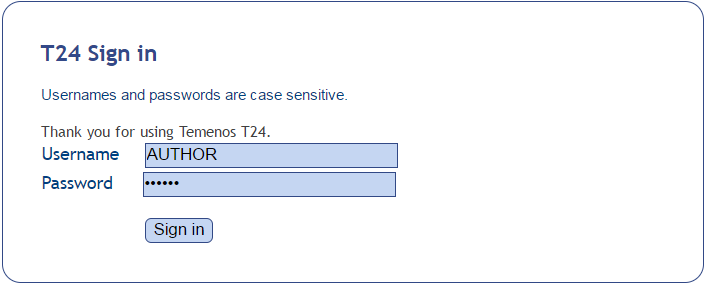 T24 Sign in
Usernames and passwords are case sensitive.
Thank you for using Temenos T24.
Username AUTHOR
Password ••••••
Sign in